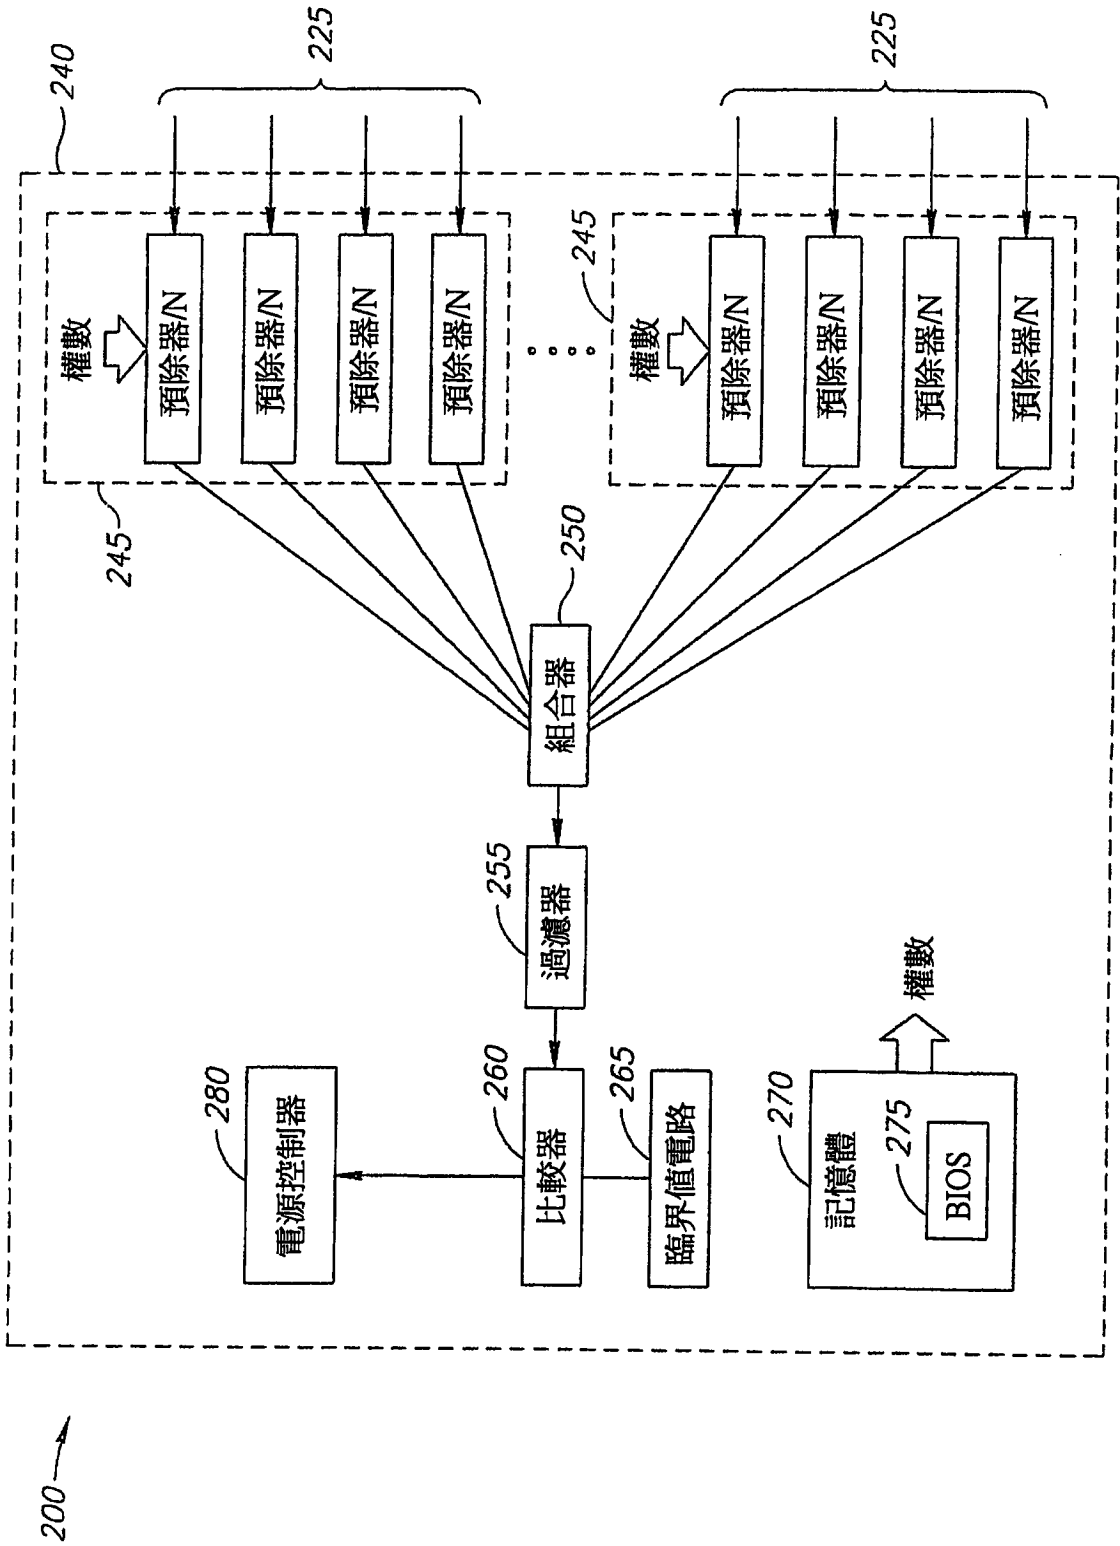 200
240
280
電源控制器
260
比較器
265
臨界值電路
270
記憶體
275
BIOS
權數
255
過濾器
250
組合器
245
權數
預除器/N
預除器/N
預除器/N
預除器/N
225
245
權數
預除器/N
預除器/N
預除器/N
預除器/N
225